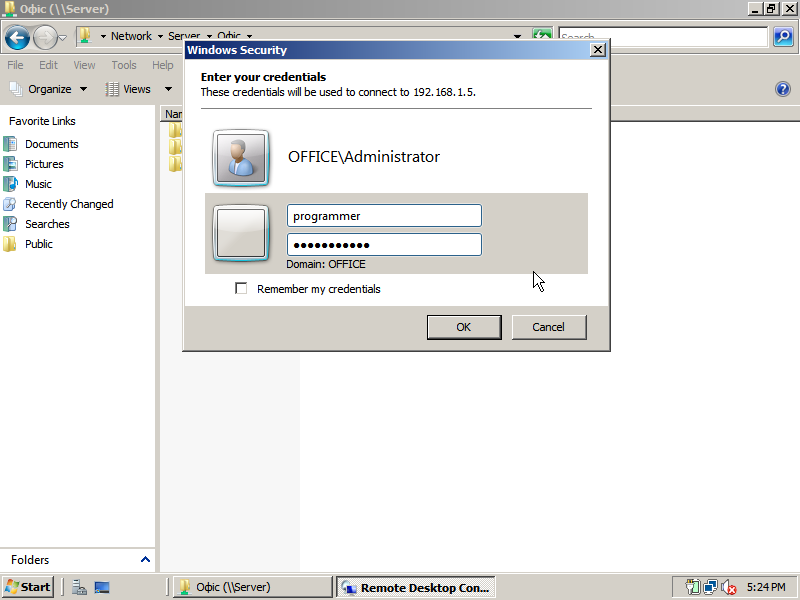 Офіс (\\Server)
Network Server Офіс
Search
File Edit View Tools Help
Organize Views
Windows Security
Enter your credentials
These credentials will be used to connect to 192.168.1.5.
OFFICE\Administrator
programmer
●●●●●●●●●●●
Domain: OFFICE
Remember my credentials
OK Cancel
Favorite Links
Documents
Pictures
Music
Recently Changed
Searches
Public
Folders
Start Офіс (\\Server) Remote Desktop Con... 5:24 PM